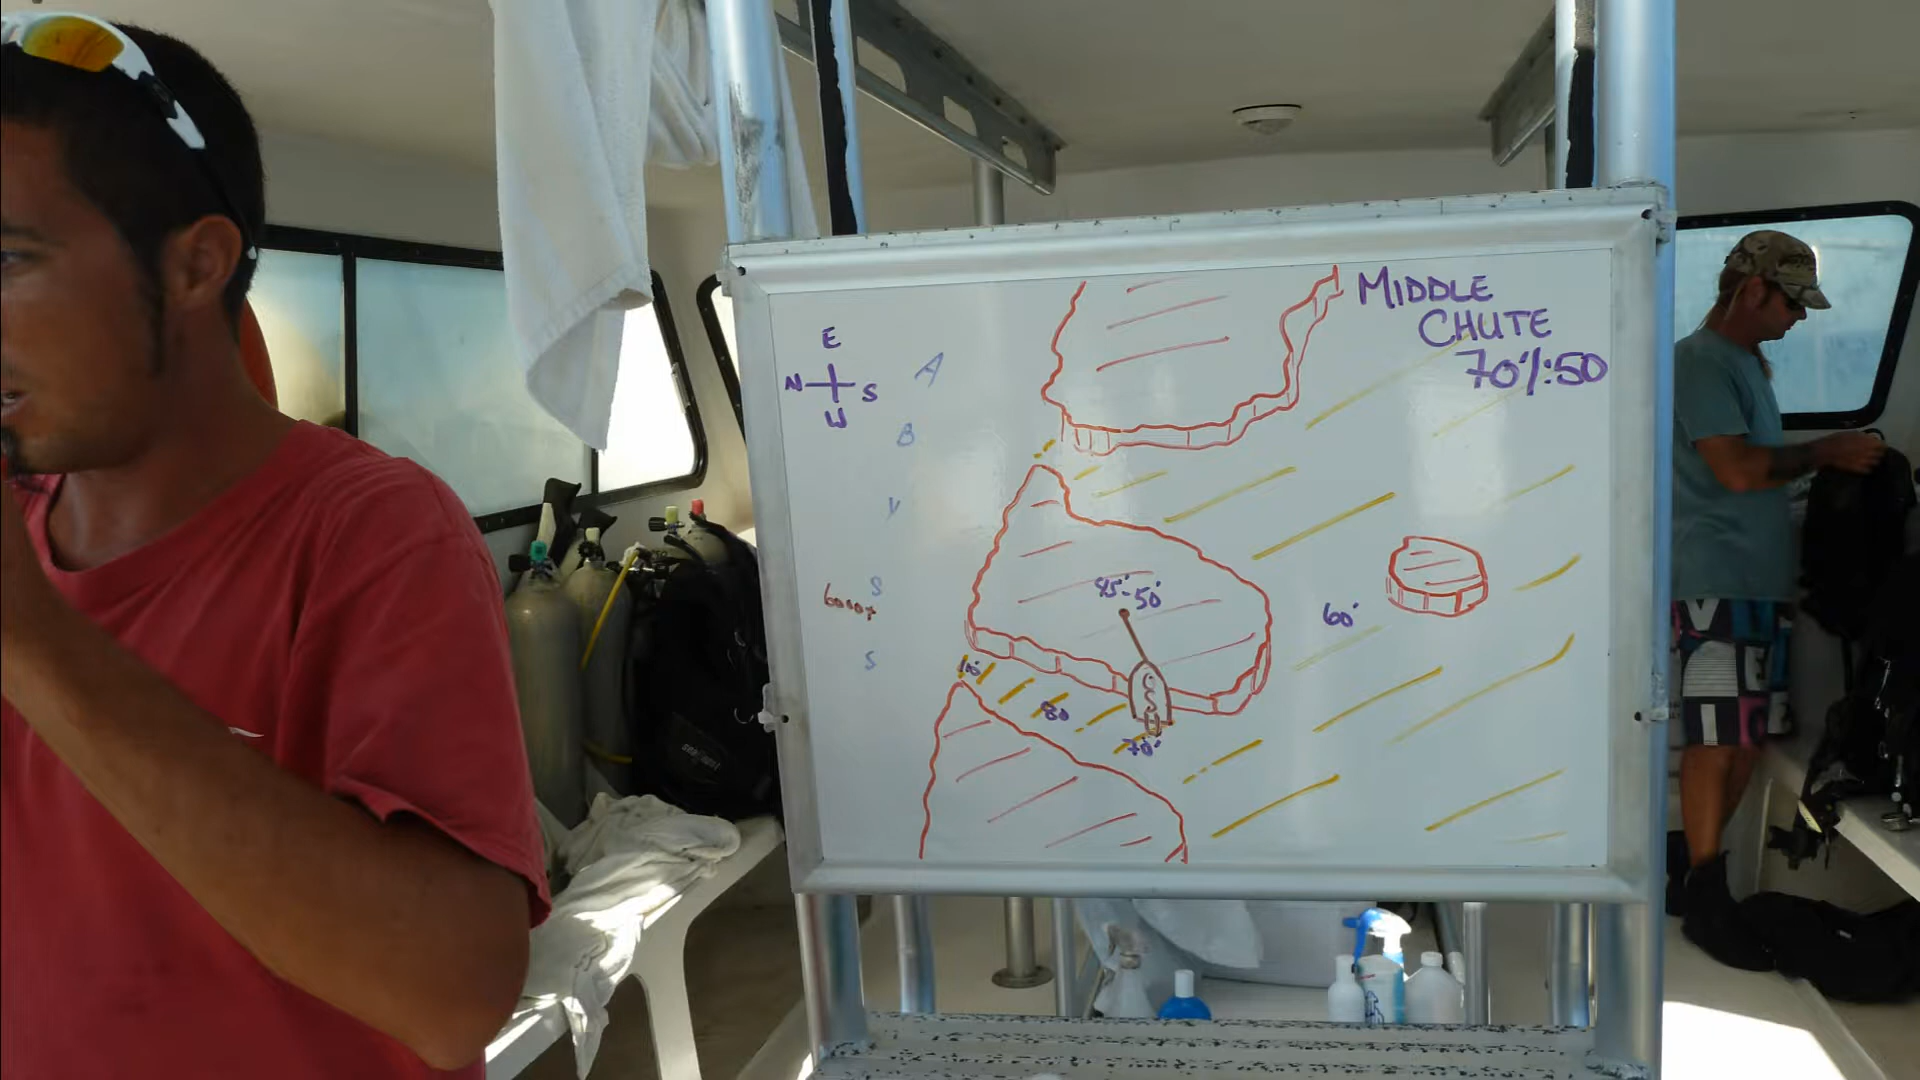 MIDDLE
CHUTE
70'/:50
E
N S
W
A
B
V
S
S
45'-50'
60'
80
70'